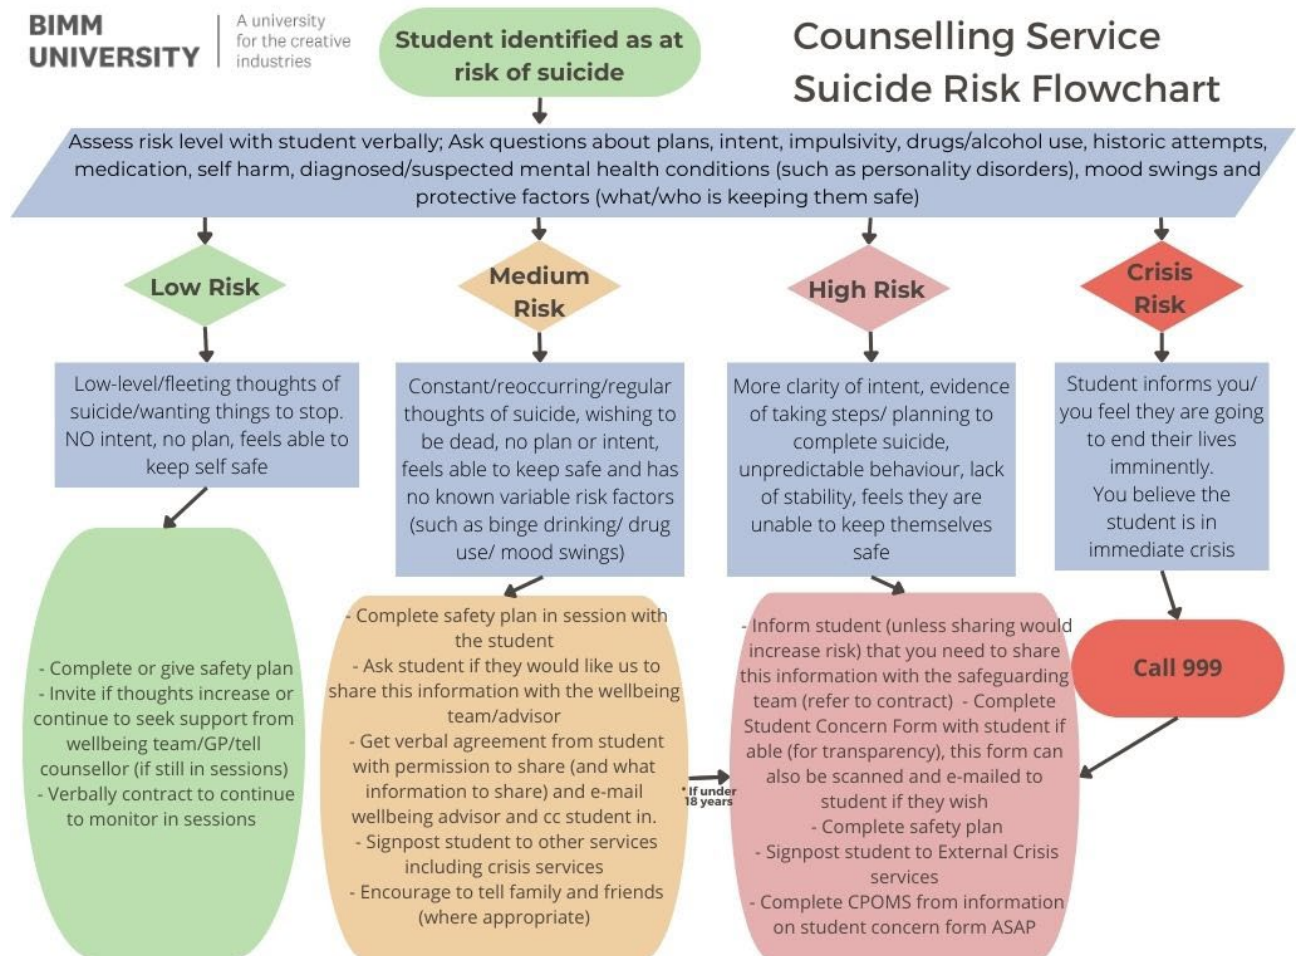 BIMM
UNIVERSITY
A university
for the creative
industries
Student identified as at
risk of suicide
Counselling Service
Suicide Risk Flowchart
Assess risk level with student verbally; Ask questions about plans, intent, impulsivity, drugs/alcohol use, historic attempts,
medication, self harm, diagnosed/suspected mental health conditions (such as personality disorders), mood swings and
protective factors (what/who is keeping them safe)
Low Risk
Medium
Risk
High Risk
Crisis
Risk
Low-level/fleeting thoughts of
suicide/wanting things to stop.
NO intent, no plan, feels able to
keep self safe
Constant/reoccurring/regular
thoughts of suicide, wishing to
be dead, no plan or intent,
feels able to keep safe and has
no known variable risk factors
(such as binge drinking/ drug
use/ mood swings)
More clarity of intent, evidence
of taking steps/ planning to
complete suicide,
unpredictable behaviour, lack
of stability, feels they are
unable to keep themselves
safe
Student informs you/
you feel they are going
to end their lives
imminently.
You believe the
student is in
immediate crisis
- Complete or give safety plan
- Invite if thoughts increase or
continue to seek support from
wellbeing team/GP/tell
counsellor (if still in sessions)
- Verbally contract to continue
to monitor in sessions
- Complete safety plan in session with
the student
- Ask student if they would like us to
share this information with the wellbeing
team/advisor
- Get verbal agreement from student
with permission to share (and what
information to share) and e-mail
wellbeing advisor and cc student in.
- Signpost student to other services
including crisis services
- Encourage to tell family and friends
(where appropriate)
* If under
18 years
- Inform student (unless sharing would
increase risk) that you need to share
this information with the safeguarding
team (refer to contract) - Complete
Student Concern Form with student if
able (for transparency), this form can
also be scanned and e-mailed to
student if they wish
- Complete safety plan
- Signpost student to External Crisis
services
- Complete CPOMS from information
on student concern form ASAP
Call 999